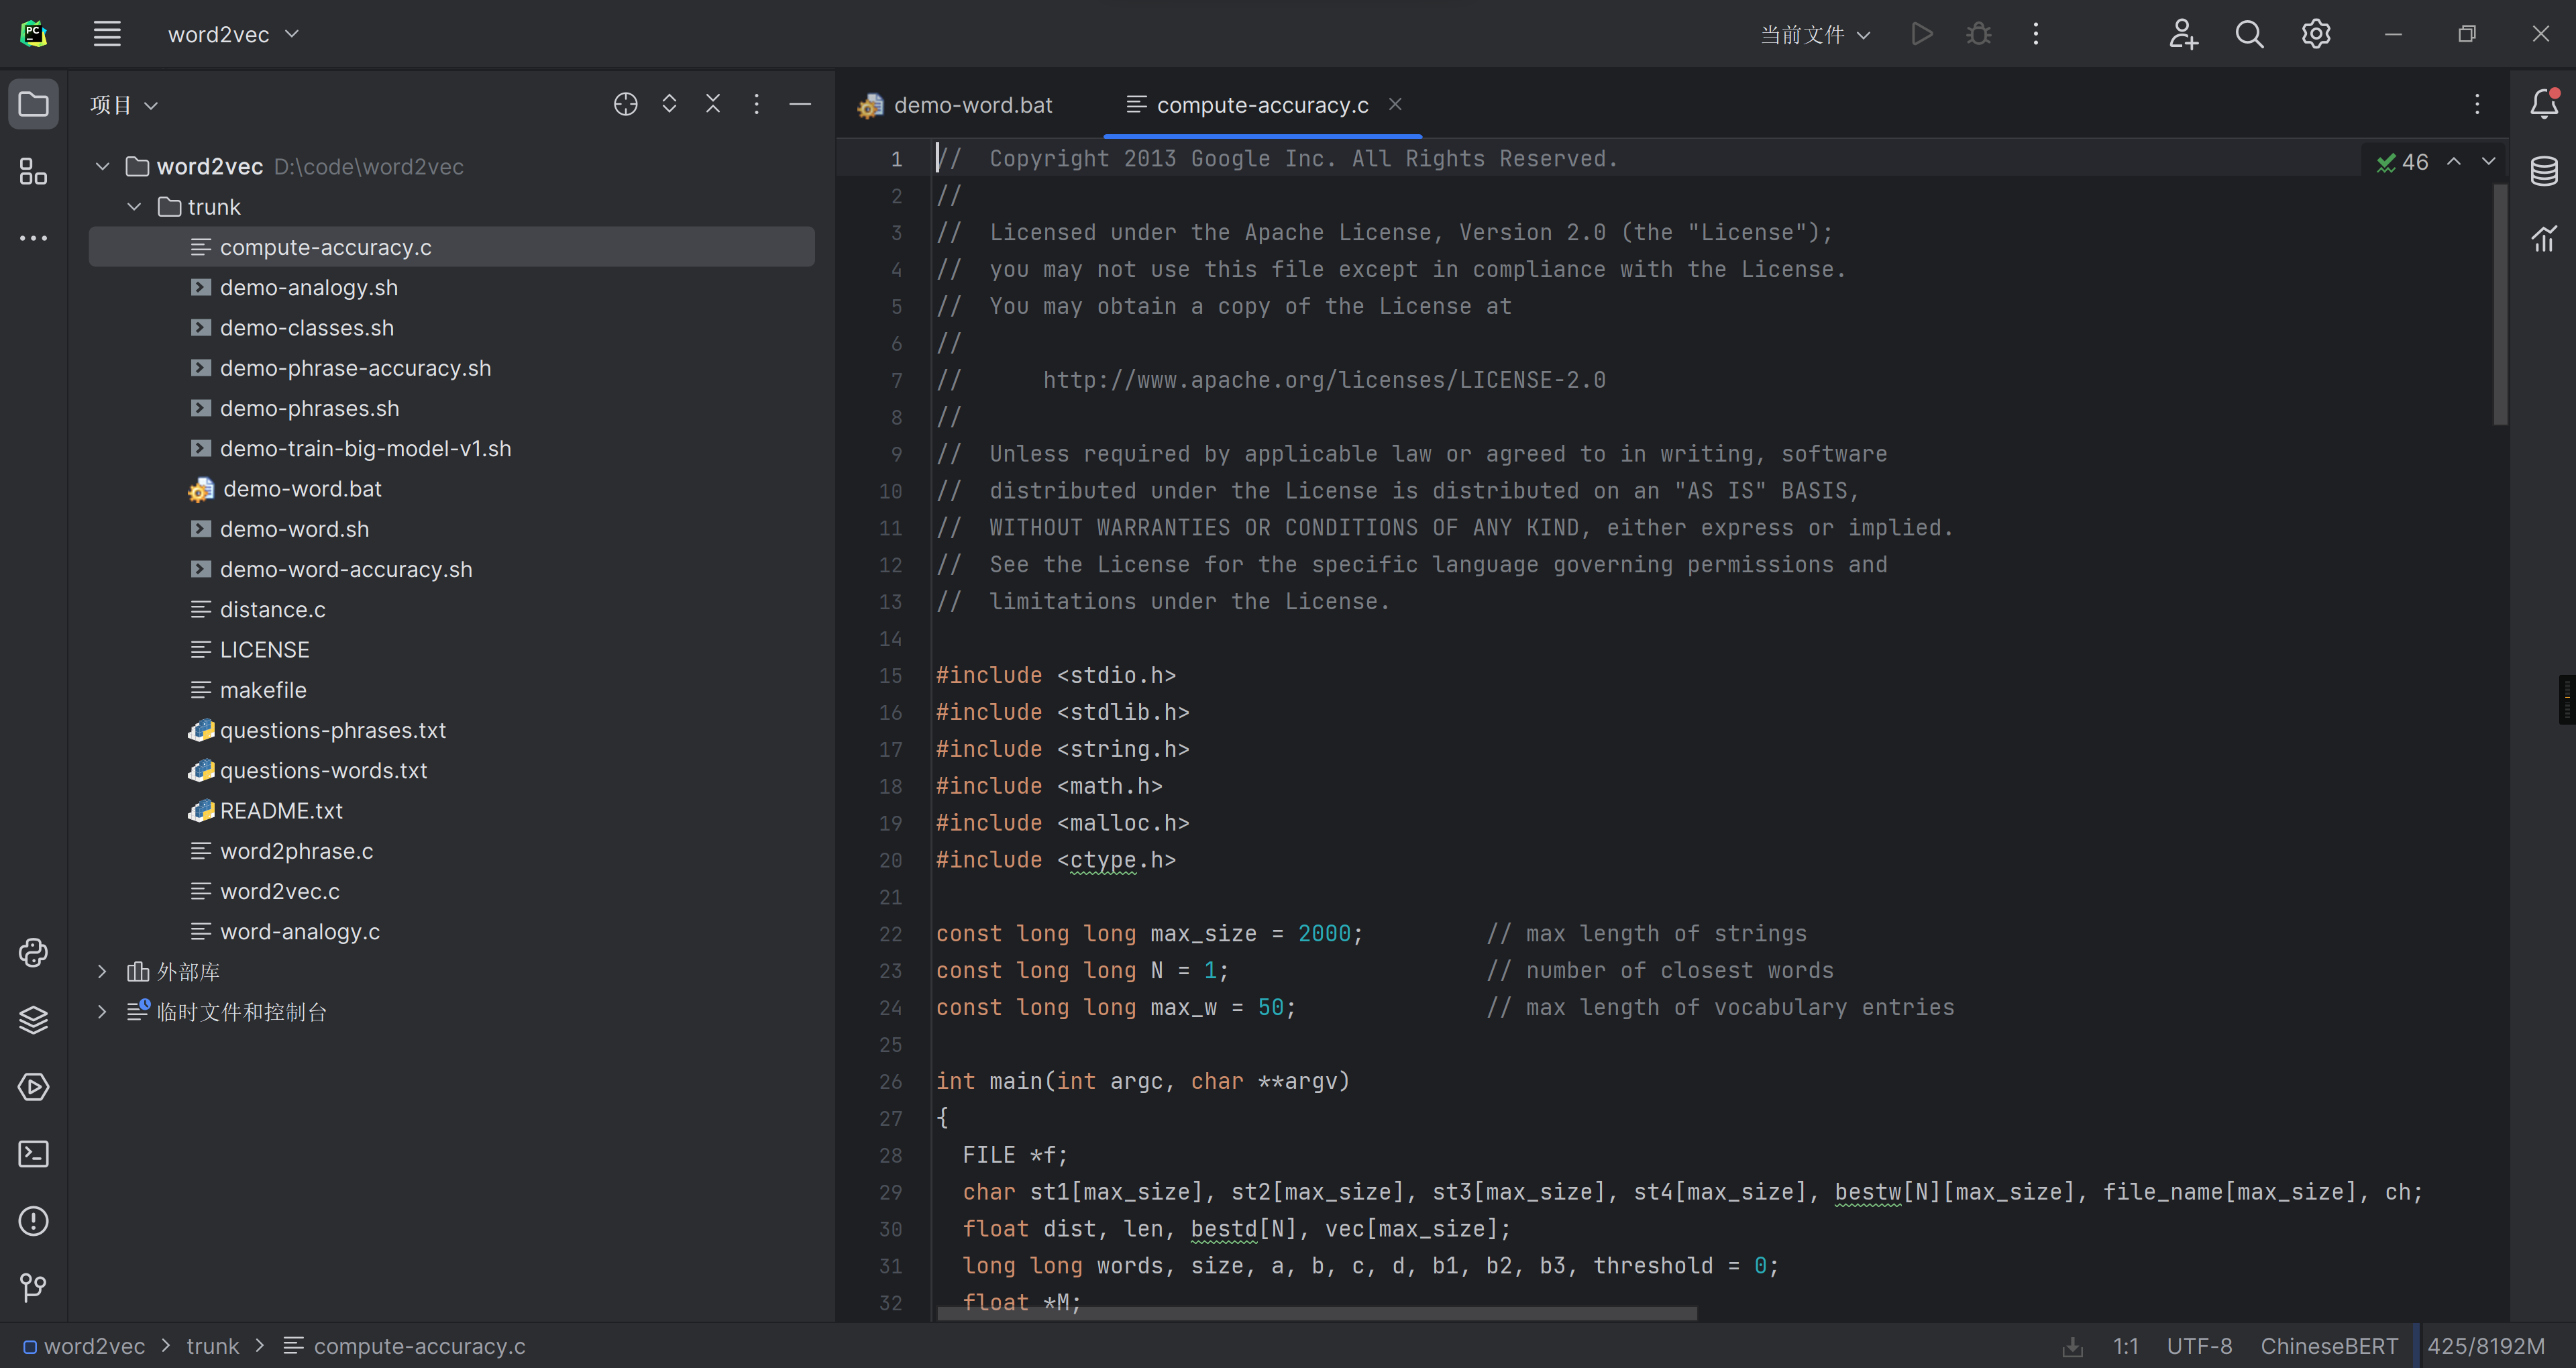 PC
word2vec
当前文件
项目
word2vec D:\code\word2vec
trunk
compute-accuracy.c
demo-analogy.sh
demo-classes.sh
demo-phrase-accuracy.sh
demo-phrases.sh
demo-train-big-model-v1.sh
demo-word.bat
demo-word.sh
demo-word-accuracy.sh
distance.c
LICENSE
makefile
questions-phrases.txt
questions-words.txt
README.txt
word2phrase.c
word2vec.c
word-analogy.c
外部库
临时文件和控制台
demo-word.bat compute-accuracy.c
46
1 //  Copyright 2013 Google Inc. All Rights Reserved.
2 //
3 //  Licensed under the Apache License, Version 2.0 (the "License");
4 //  you may not use this file except in compliance with the License.
5 //  You may obtain a copy of the License at
6 //
7 //      http://www.apache.org/licenses/LICENSE-2.0
8 //
9 //  Unless required by applicable law or agreed to in writing, software
10 //  distributed under the License is distributed on an "AS IS" BASIS,
11 //  WITHOUT WARRANTIES OR CONDITIONS OF ANY KIND, either express or implied.
12 //  See the License for the specific language governing permissions and
13 //  limitations under the License.
14
15 #include <stdio.h>
16 #include <stdlib.h>
17 #include <string.h>
18 #include <math.h>
19 #include <malloc.h>
20 #include <ctype.h>
21
22 const long long max_size = 2000;         // max length of strings
23 const long long N = 1;                   // number of closest words
24 const long long max_w = 50;              // max length of vocabulary entries
25
26 int main(int argc, char **argv)
27 {
28   FILE *f;
29   char st1[max_size], st2[max_size], st3[max_size], st4[max_size], bestw[N][max_size], file_name[max_size], ch;
30   float dist, len, bestd[N], vec[max_size];
31   long long words, size, a, b, c, d, b1, b2, b3, threshold = 0;
32   float *M;
word2vec > trunk > compute-accuracy.c
1:1 UTF-8 ChineseBERT 425/8192M